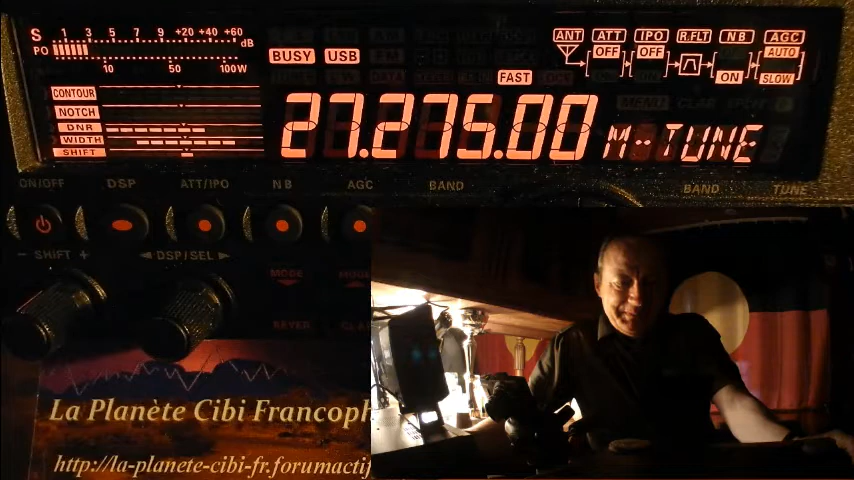 S 1 3 5 7 9 +20 +40 +60 dB
PO 10 50 100W
BUSY USB
FAST
ANT ATT IPO R.FLT NB AGC
OFF OFF AUTO
ON SLOW
CONTOUR
NOTCH
DNR
WIDTH
SHIFT
27.275.00 M-TUNE
ON/OFF DSP ATT/IPO NB AGC BAND BAND TUNE
− SHIFT + ◀DSP/SEL▶
MODE MODE
KEYER CLAR
La Planète Cibi Francoph
http://la-planete-cibi-fr.forumactif